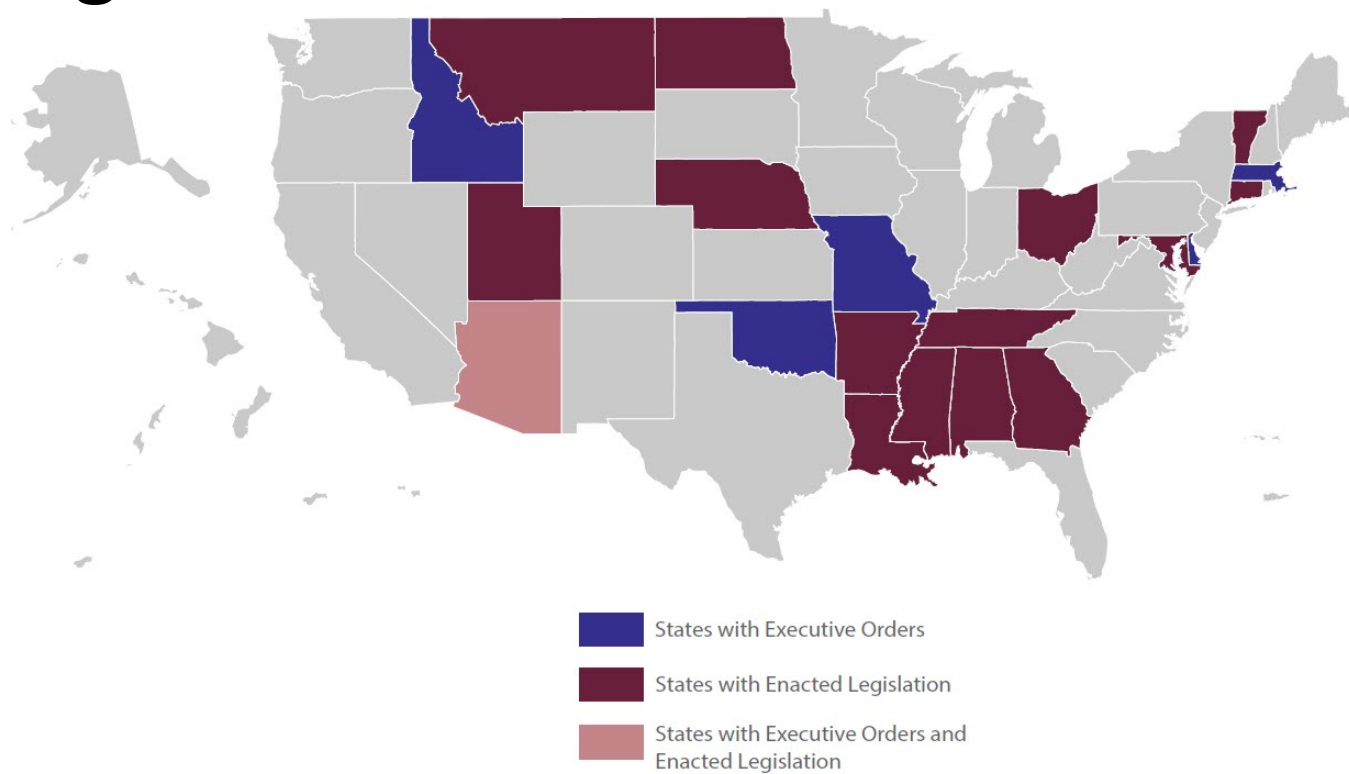 States with Executive Orders
States with Enacted Legislation
States with Executive Orders and
Enacted Legislation